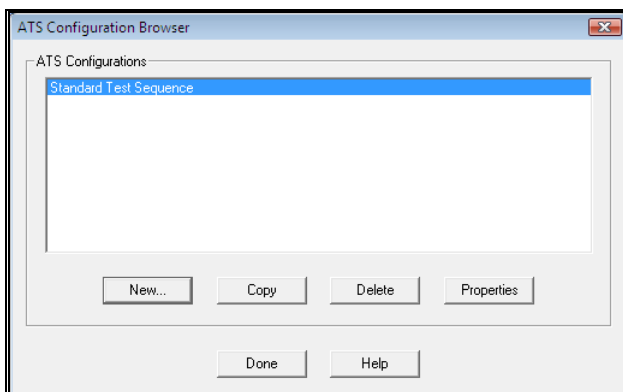 ATS Configuration Browser
ATS Configurations
Standard Test Sequence
New... Copy Delete Properties
Done Help